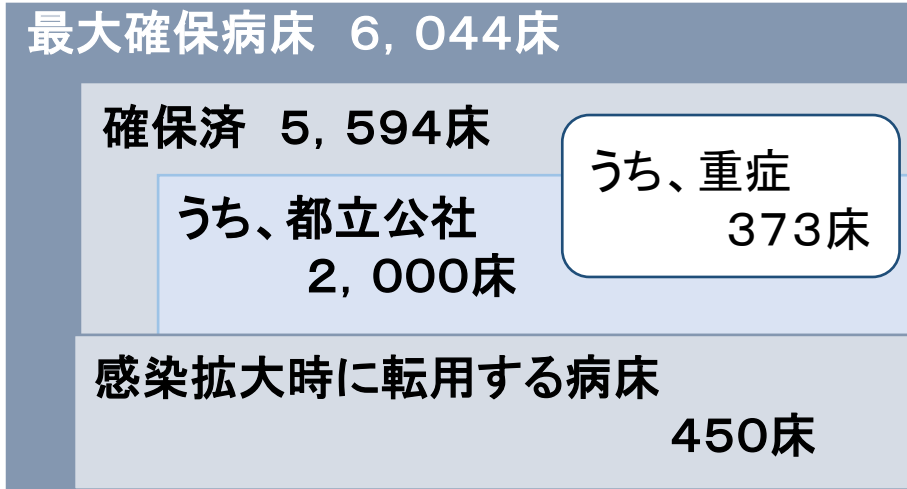 最大確保病床　６，０４４床
確保済　５，５９４床
うち、重症
３７３床
うち、都立公社
２，０００床
感染拡大時に転用する病床
４５０床